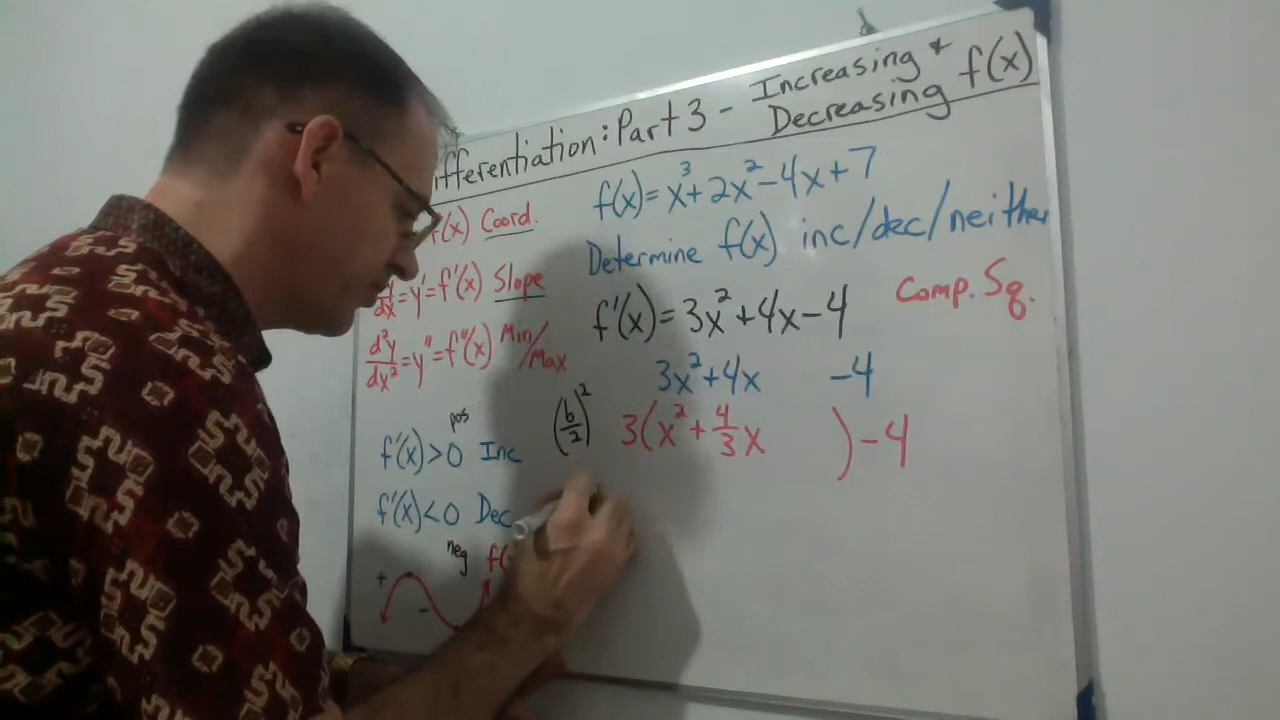 ifferentiation: Part 3 - Increasing +
Decreasing f(x)
f(x) = x³ + 2x² - 4x + 7
Determine f(x) inc/dec/neither
f(x) Coord.
dy/dx = y' = f'(x) Slope
d²y/dx² = y" = f"(x) Min/Max
f'(x) = 3x² + 4x - 4
Comp. Sq.
3x² + 4x - 4
(b/2)² 3(x² + 4/3 x ) - 4
pos
f'(x) > 0 Inc
f'(x) < 0 Dec
neg
f(
+
-